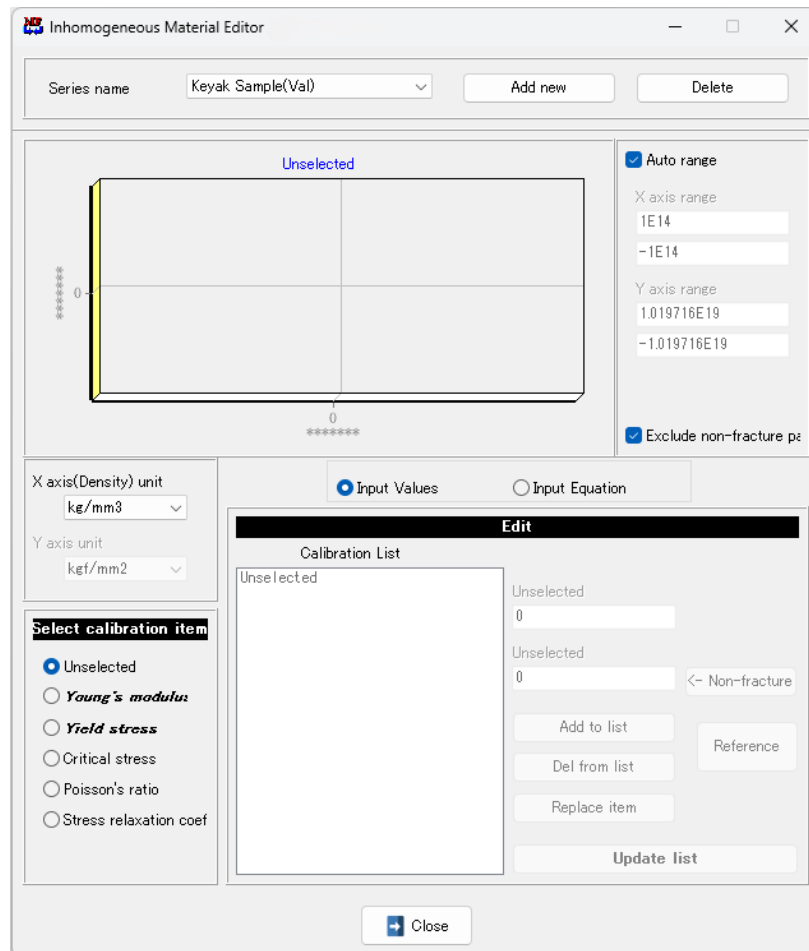 Inhomogeneous Material Editor
Series name
Keyak Sample(Val)
Add new
Delete
Unselected
0
*******
0
*******
Auto range
X axis range
1E14
-1E14
Y axis range
1.019716E19
-1.019716E19
Exclude non-fracture pa
X axis(Density) unit
kg/mm3
Y axis unit
kgf/mm2
Input Values
Input Equation
Edit
Calibration List
Unselected
Unselected
0
Unselected
0
<- Non-fracture
Add to list
Del from list
Replace item
Reference
Update list
Select calibration item
Unselected
Young's modulus
Yield stress
Critical stress
Poisson's ratio
Stress relaxation coef
Close